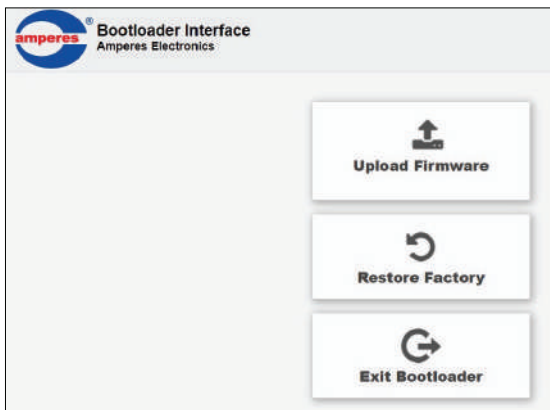 amperes ®
Bootloader Interface
Amperes Electronics
Upload Firmware
Restore Factory
Exit Bootloader